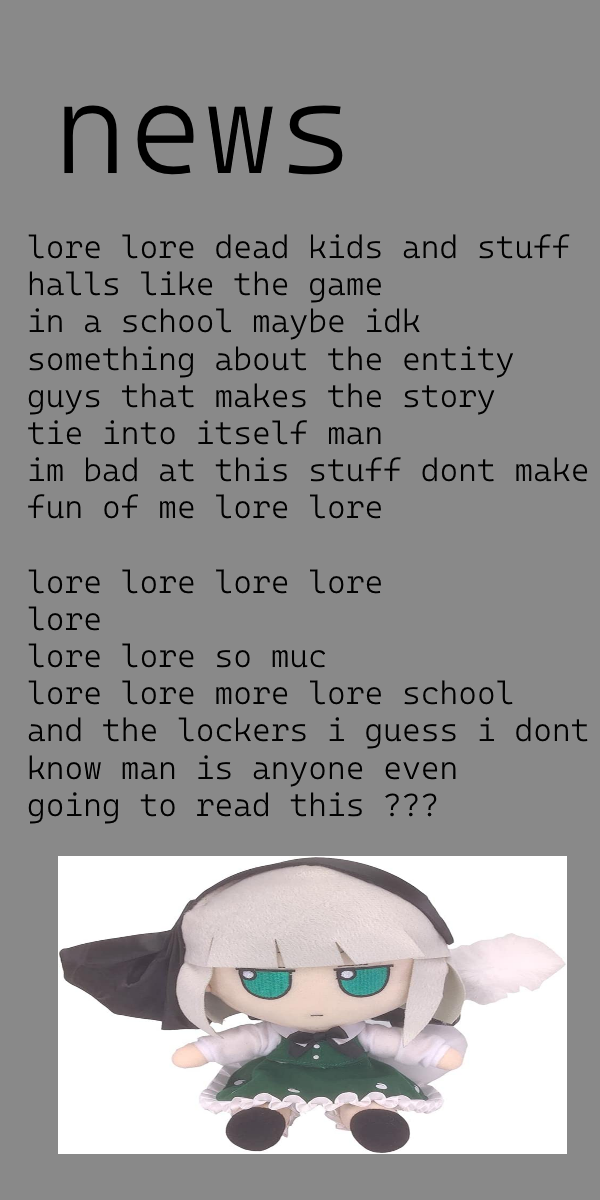 news
lore lore dead kids and stuff
halls like the game
in a school maybe idk
something about the entity
guys that makes the story
tie into itself man
im bad at this stuff dont make
fun of me lore lore
lore lore lore lore
lore
lore lore so muc
lore lore more lore school
and the lockers i guess i dont
know man is anyone even
going to read this ???